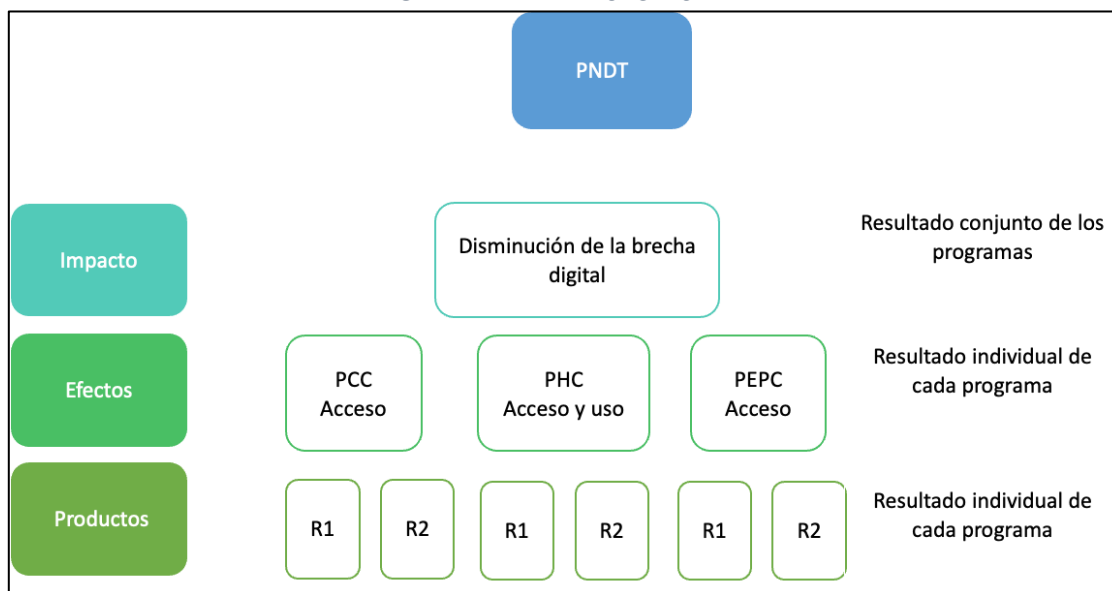 PNDT
Impacto
Disminución de la brecha
digital
Resultado conjunto de los
programas
Efectos
PCC
Acceso
PHC
Acceso y uso
PEPC
Acceso
Resultado individual de
cada programa
Productos
R1
R2
R1
R2
R1
R2
Resultado individual de
cada programa